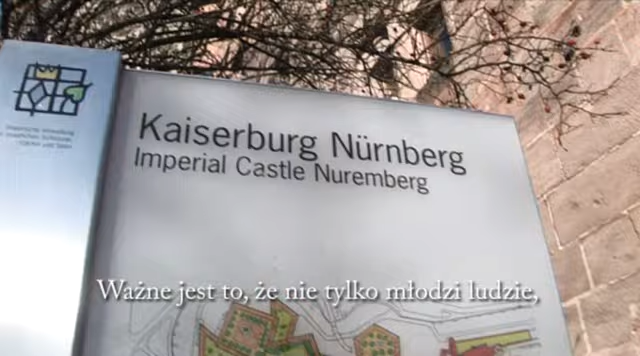 Kaiserburg Nürnberg
Imperial Castle Nuremberg
Ważne jest to, że nie tylko młodzi ludzie,